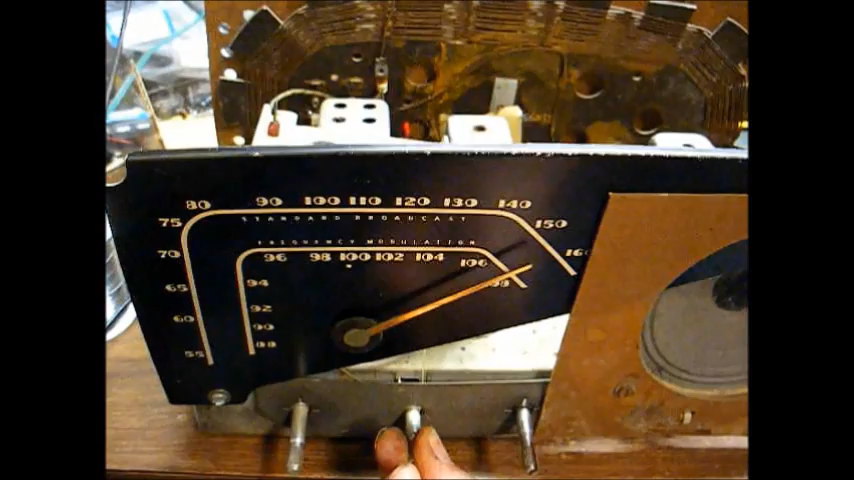 80 90 100 110 120 130 140
75 STANDARD BROADCAST 150
FREQUENCY MODULATION
70 96 98 100 102 104 106 160
65 94
92
60 90
55 88